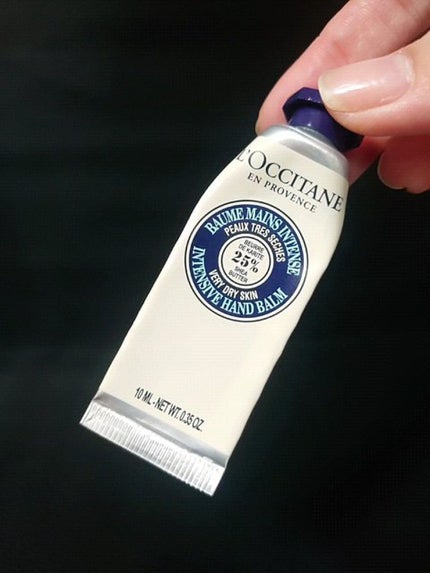 L'OCCITANE
EN PROVENCE
BAUME MAINS INTENSE
PEAUX TRES SECHES
BEURRE
DE KARITE
25%
SHEA
BUTTER
VERY DRY SKIN
INTENSIVE HAND BALM
10 ML - NET WT. 0.35 OZ.